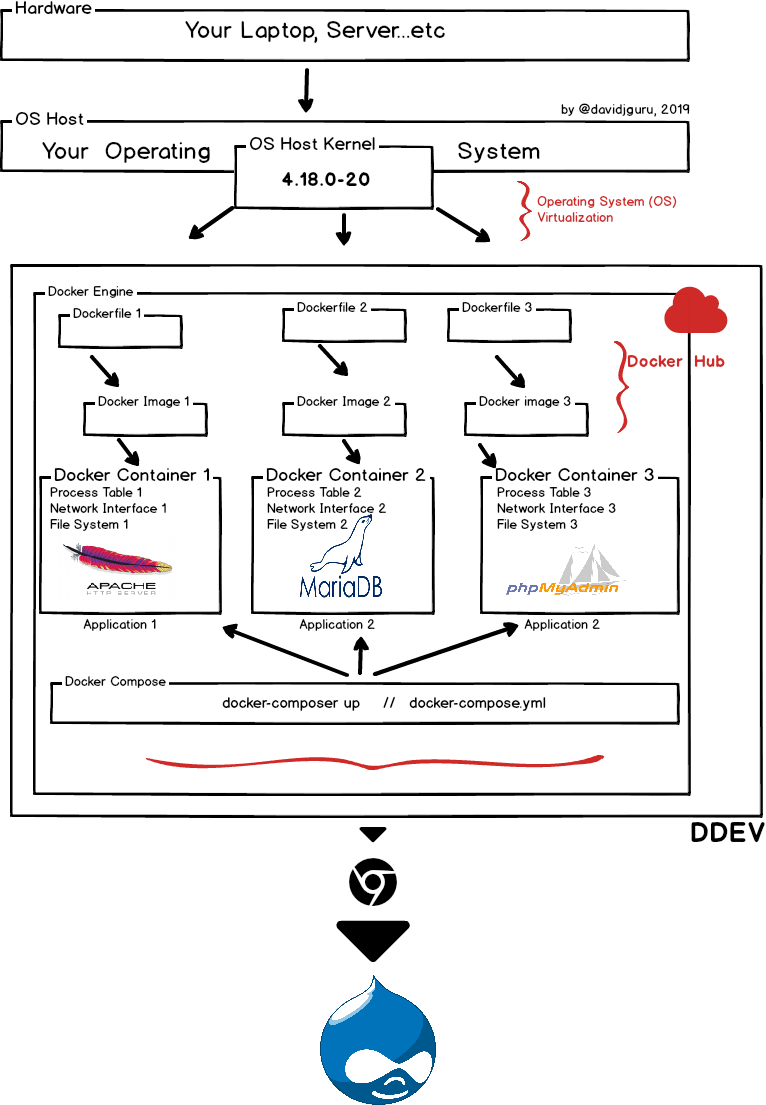 Hardware
Your Laptop, Server...etc
by @davidjguru, 2019
OS Host
Your Operating System
OS Host Kernel
4.18.0-20
Operating System (OS)
Virtualization
Docker Engine
Dockerfile 1
Dockerfile 2
Dockerfile 3
Docker Hub
Docker Image 1
Docker Image 2
Docker image 3
Docker Container 1
Process Table 1
Network Interface 1
File System 1
APACHE
HTTP SERVER
Application 1
Docker Container 2
Process Table 2
Network Interface 2
File System 2
MariaDB
Application 2
Docker Container 3
Process Table 3
Network Interface 3
File System 3
phpMyAdmin
Application 2
Docker Compose
docker-composer up // docker-compose.yml
DDEV